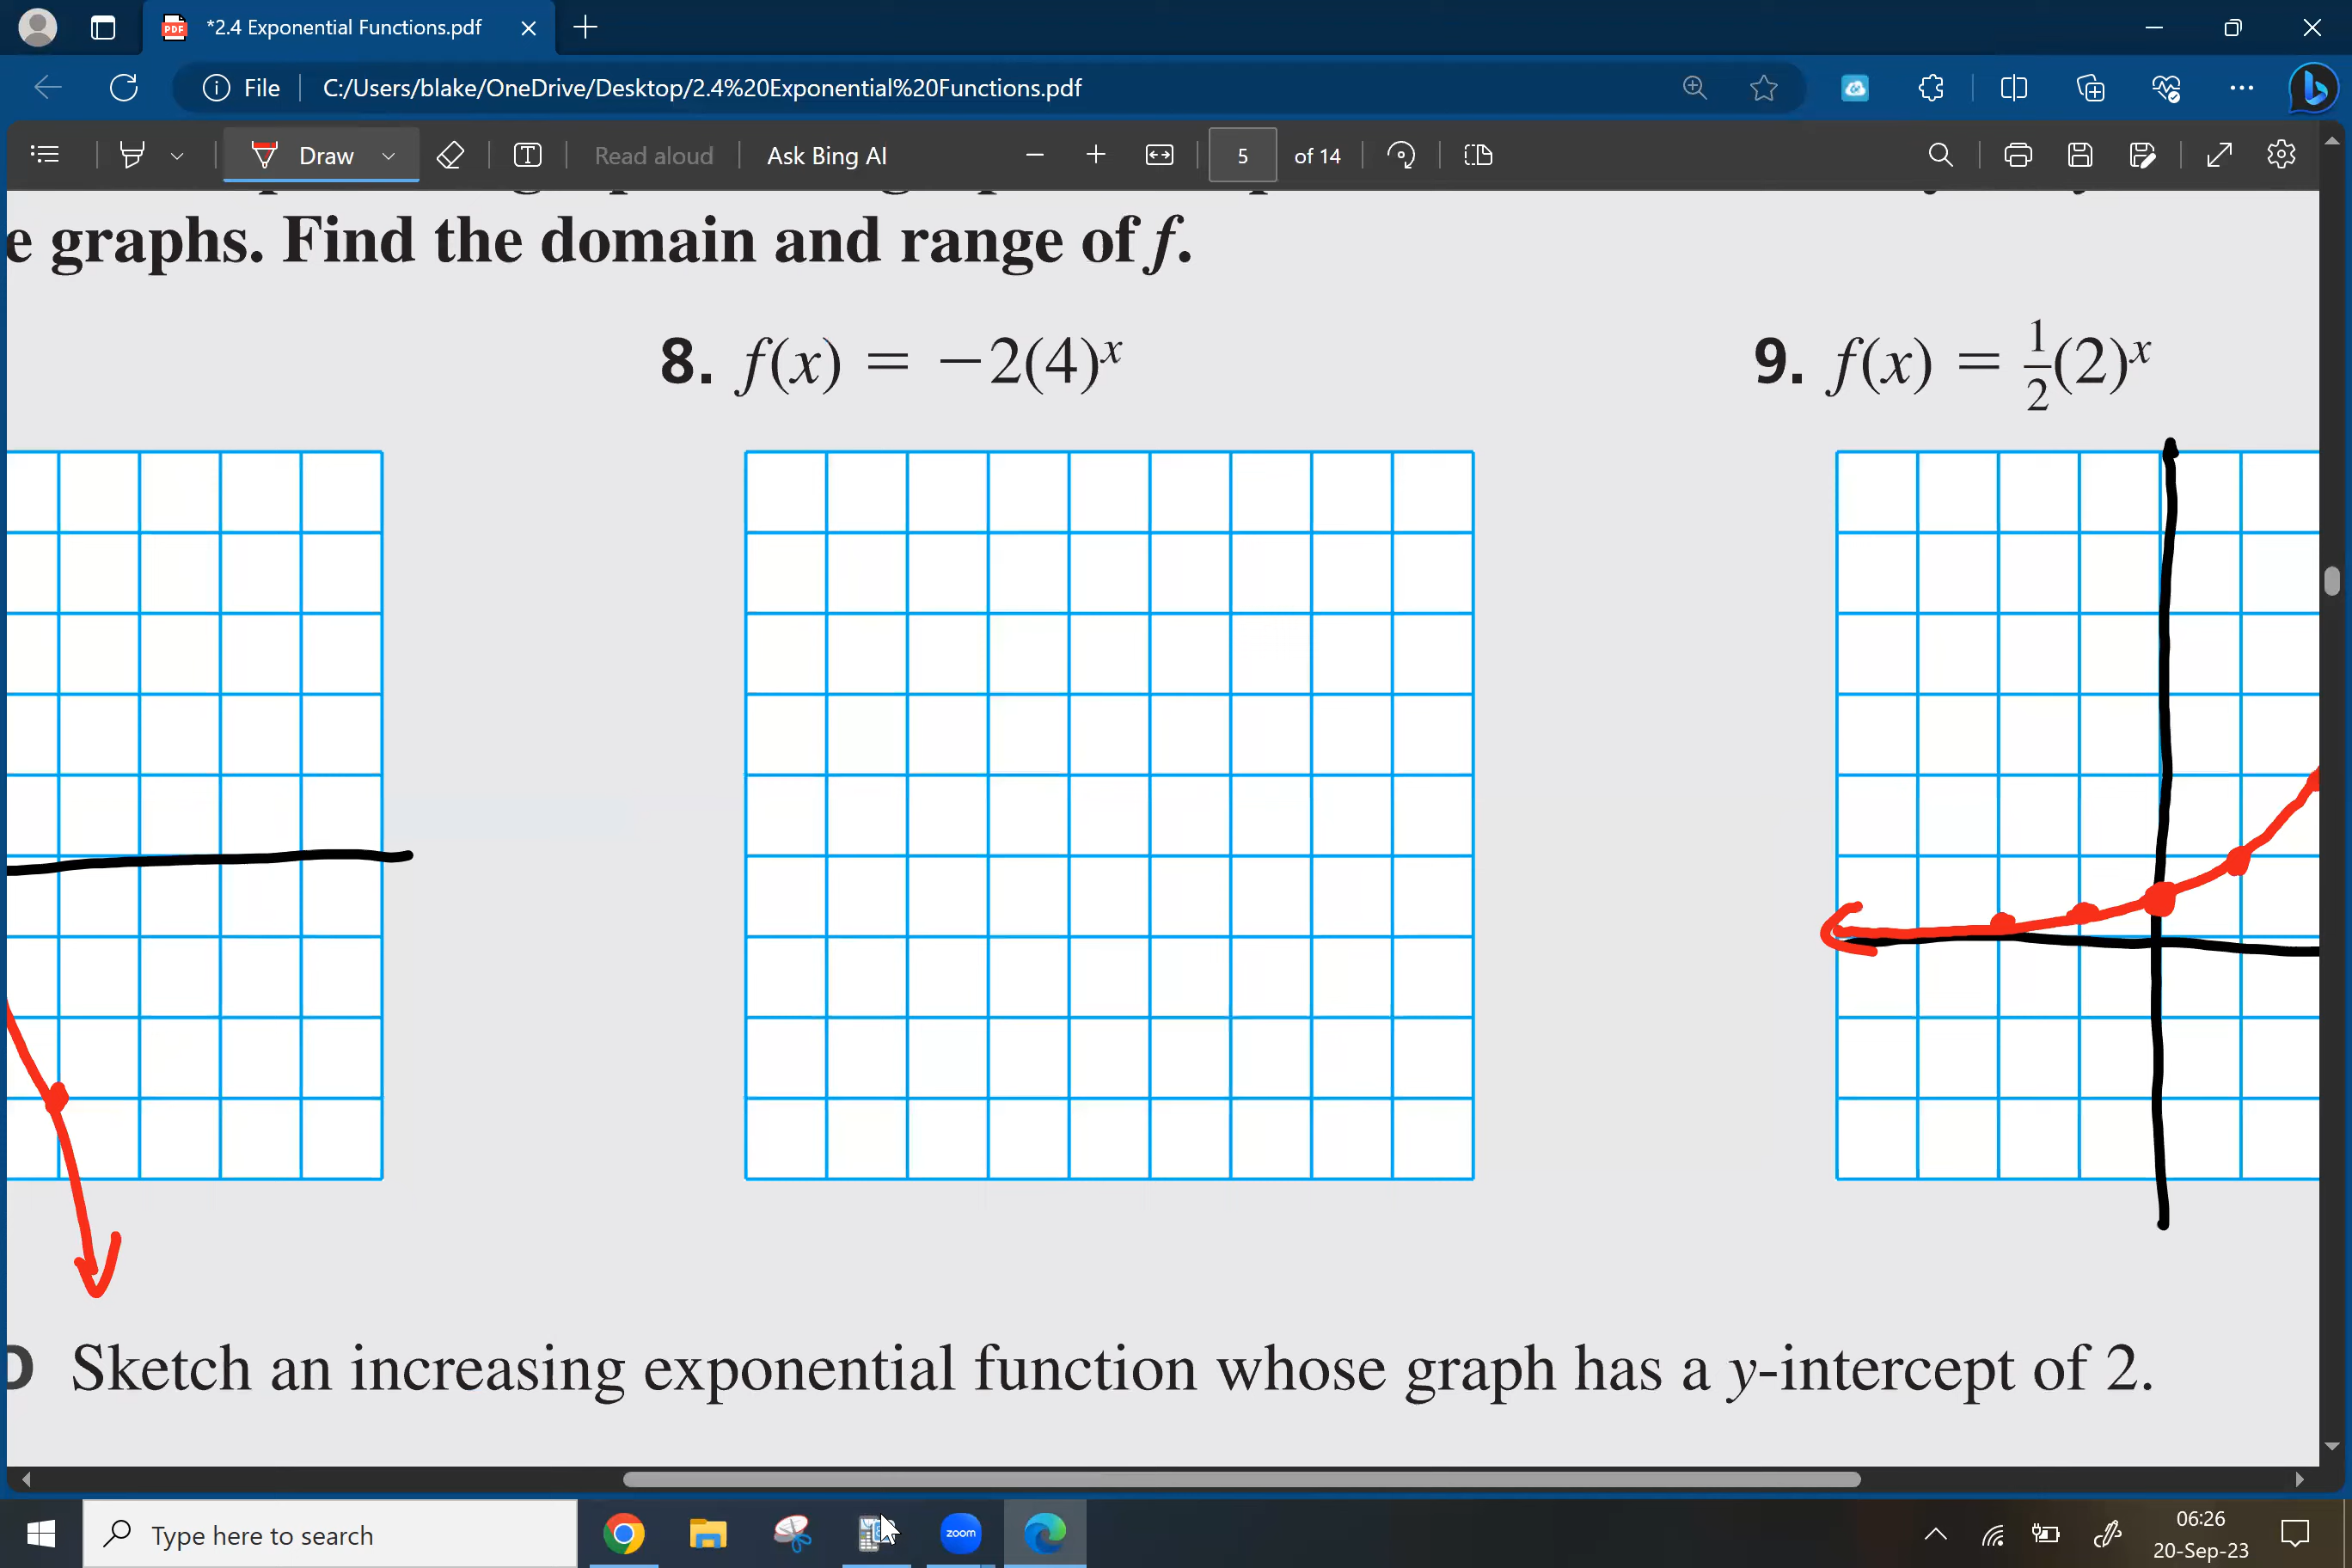 *2.4 Exponential Functions.pdf
File
C:/Users/blake/OneDrive/Desktop/2.4%20Exponential%20Functions.pdf
Draw
Read aloud
Ask Bing AI
5 of 14
e graphs. Find the domain and range of f.
8. f(x) = −2(4)^x
9. f(x) = 1/2(2)^x
Sketch an increasing exponential function whose graph has a y-intercept of 2.
Type here to search
zoom
06:26
20-Sep-23